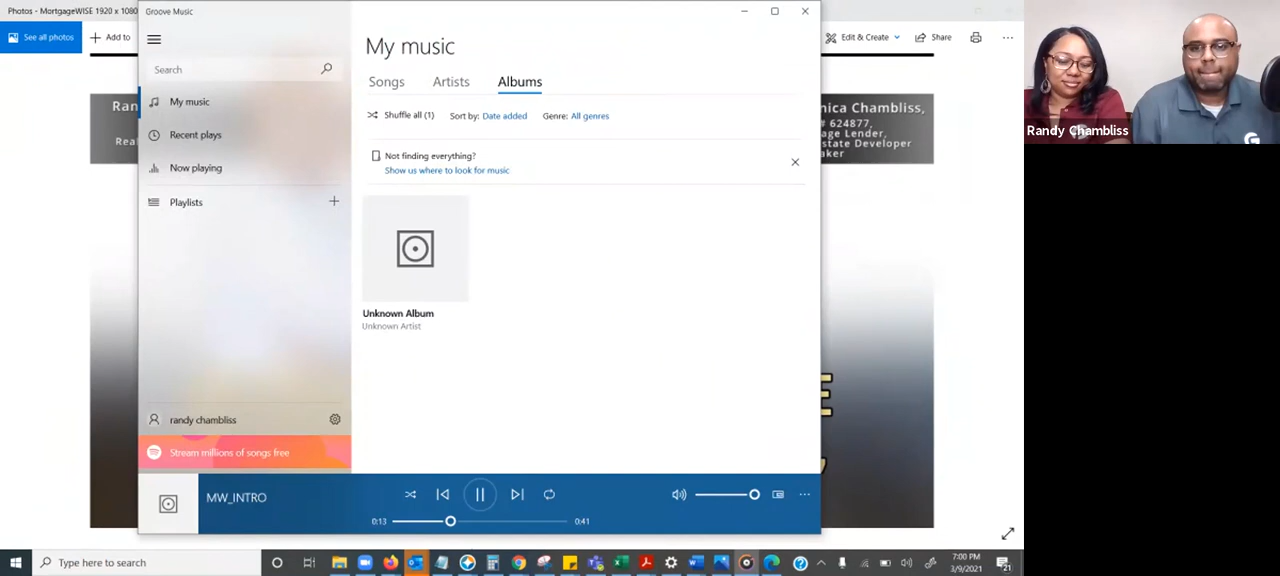 Photos - MortgageWISE 1920 x 1080
Groove Music
See all photos
Add to
Edit & Create
Share
My music
Search
Songs
Artists
Albums
My music
Shuffle all (1)
Sort by: Date added
Genre: All genres
Recent plays
Not finding everything?
Show us where to look for music
Now playing
Playlists
Unknown Album
Unknown Artist
randy chambliss
Stream millions of songs free
MW_INTRO
0:13
0:41
Ran
Real
nica Chambliss,
# 624877,
age Lender,
state Developer
aker
Randy Chambliss
Type here to search
7:00 PM
3/9/2021
21